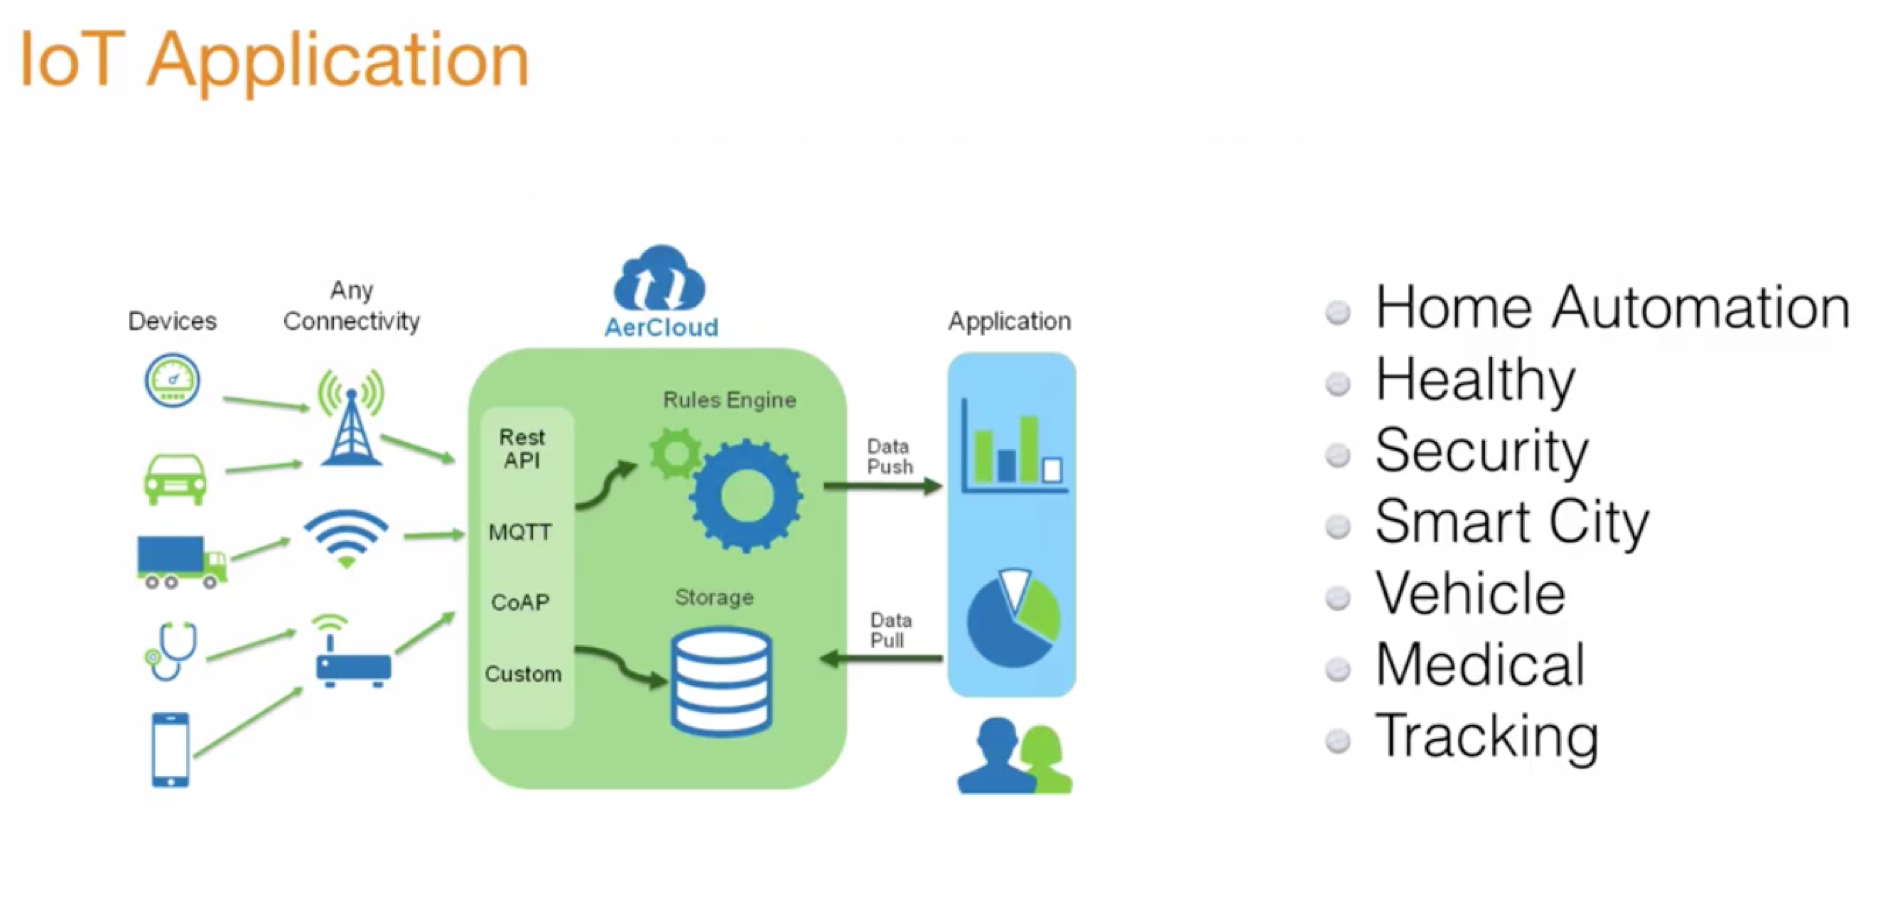 IoT Application
Devices
Any
Connectivity
AerCloud
Application
Rest
API
MQTT
CoAP
Custom
Rules Engine
Storage
Data
Push
Data
Pull
Home Automation
Healthy
Security
Smart City
Vehicle
Medical
Tracking